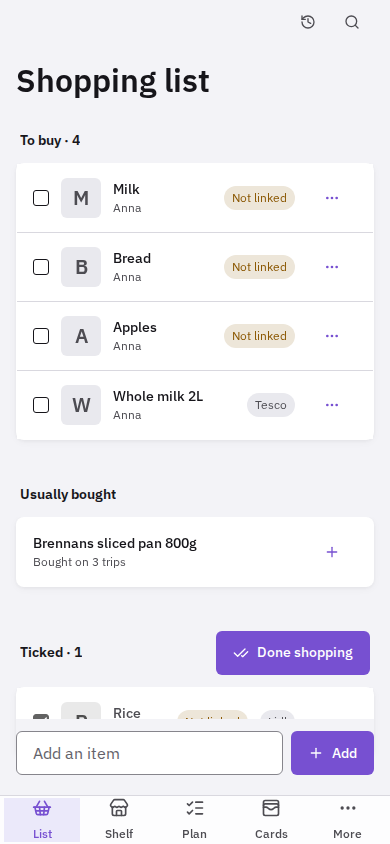 Shopping list
To buy · 4
M Milk Not linked ···
Anna
B Bread Not linked ···
Anna
A Apples Not linked ···
Anna
W Whole milk 2L Tesco ···
Anna
Usually bought
Brennans sliced pan 800g +
Bought on 3 trips
Ticked · 1 Done shopping
Rice
Add an item + Add
List Shelf Plan Cards More